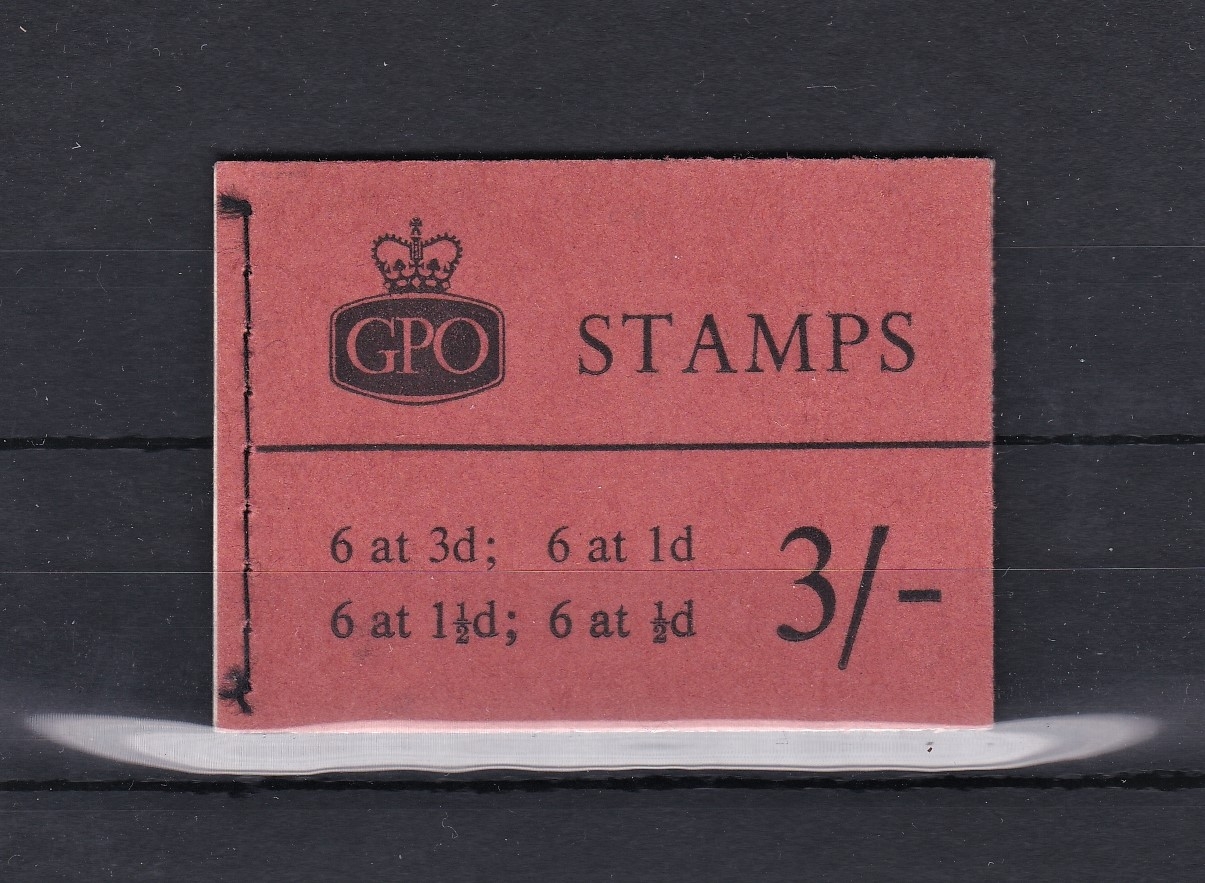 GPO STAMPS
6 at 3d; 6 at 1d
6 at 1½d; 6 at ½d
3/-